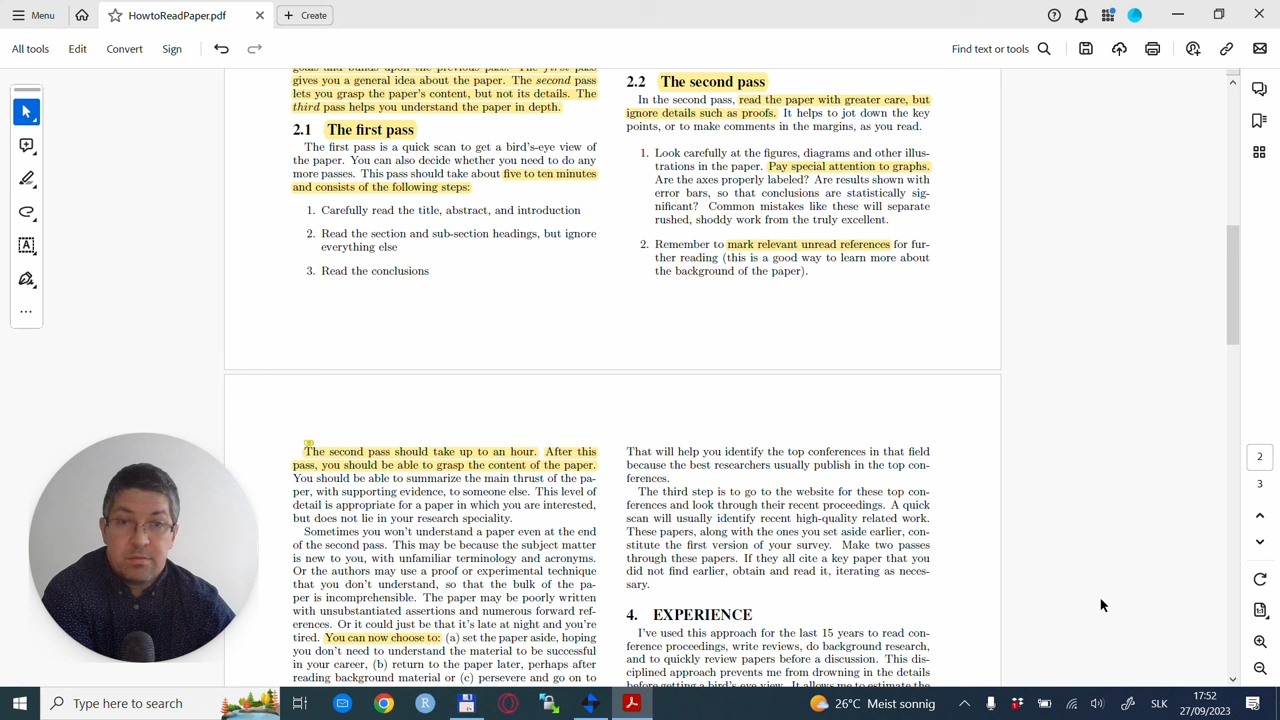 Menu
HowtoReadPaper.pdf
Create
All tools
Edit
Convert
Sign
Find text or tools
gives you a general idea about the paper. The second pass
lets you grasp the paper's content, but not its details. The
third pass helps you understand the paper in depth.
2.1 The first pass
The first pass is a quick scan to get a bird's-eye view of
the paper. You can also decide whether you need to do any
more passes. This pass should take about five to ten minutes
and consists of the following steps:
1. Carefully read the title, abstract, and introduction
2. Read the section and sub-section headings, but ignore
everything else
3. Read the conclusions
2.2 The second pass
In the second pass, read the paper with greater care, but
ignore details such as proofs. It helps to jot down the key
points, or to make comments in the margins, as you read.
1. Look carefully at the figures, diagrams and other illus-
trations in the paper. Pay special attention to graphs.
Are the axes properly labeled? Are results shown with
error bars, so that conclusions are statistically sig-
nificant? Common mistakes like these will separate
rushed, shoddy work from the truly excellent.
2. Remember to mark relevant unread references for fur-
ther reading (this is a good way to learn more about
the background of the paper).
The second pass should take up to an hour. After this
pass, you should be able to grasp the content of the paper.
You should be able to summarize the main thrust of the pa-
per, with supporting evidence, to someone else. This level of
detail is appropriate for a paper in which you are interested,
but does not lie in your research speciality.
Sometimes you won't understand a paper even at the end
of the second pass. This may be because the subject matter
is new to you, with unfamiliar terminology and acronyms.
Or the authors may use a proof or experimental technique
that you don't understand, so that the bulk of the pa-
per is incomprehensible. The paper may be poorly written
with unsubstantiated assertions and numerous forward ref-
erences. Or it could just be that it's late at night and you're
tired. You can now choose to: (a) set the paper aside, hoping
you don't need to understand the material to be successful
in your career, (b) return to the paper later, perhaps after
reading background material or (c) persevere and go on to
That will help you identify the top conferences in that field
because the best researchers usually publish in the top con-
ferences.
The third step is to go to the website for these top con-
ferences and look through their recent proceedings. A quick
scan will usually identify recent high-quality related work.
These papers, along with the ones you set aside earlier, con-
stitute the first version of your survey. Make two passes
through these papers. If they all cite a key paper that you
did not find earlier, obtain and read it, iterating as neces-
sary.
4. EXPERIENCE
I've used this approach for the last 15 years to read con-
ference proceedings, write reviews, do background research,
and to quickly review papers before a discussion. This dis-
ciplined approach prevents me from drowning in the details
before getting a bird's-eye view. It allows me to estimate the
2
3
Type here to search
R
26°C Meist sonnig
SLK
17:52
27/09/2023